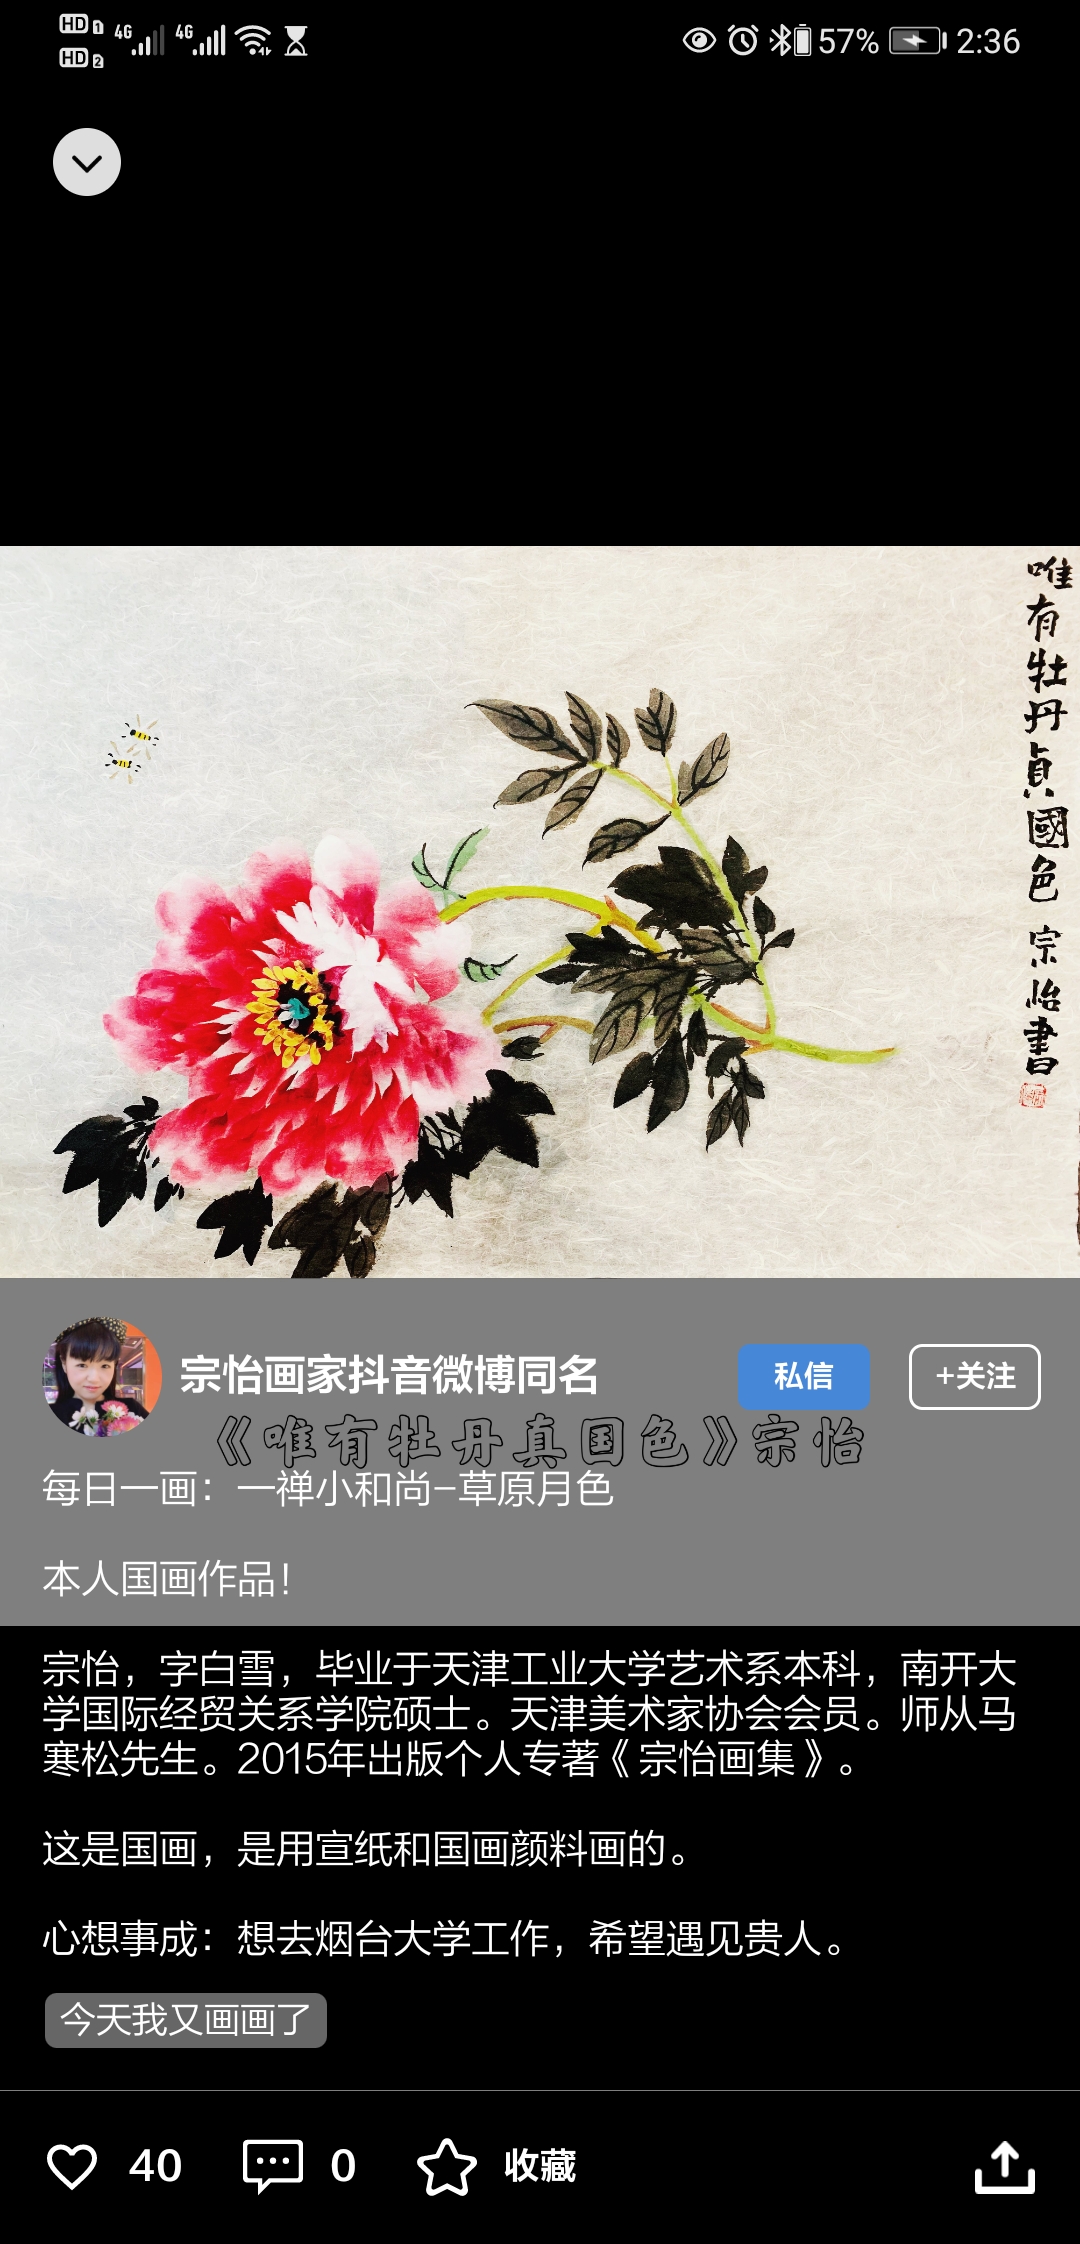 HD 1 4G 4G 57% 2:36
HD 2
唯有牡丹真國色 宗怡書
宗怡画家抖音微博同名 私信 +关注
《唯有牡丹真国色》宗怡
每日一画：一禅小和尚-草原月色
本人国画作品！
宗怡，字白雪，毕业于天津工业大学艺术系本科，南开大
学国际经贸关系学院硕士。天津美术家协会会员。师从马
寒松先生。2015年出版个人专著《宗怡画集》。
这是国画，是用宣纸和国画颜料画的。
心想事成：想去烟台大学工作，希望遇见贵人。
今天我又画画了
40 0 收藏